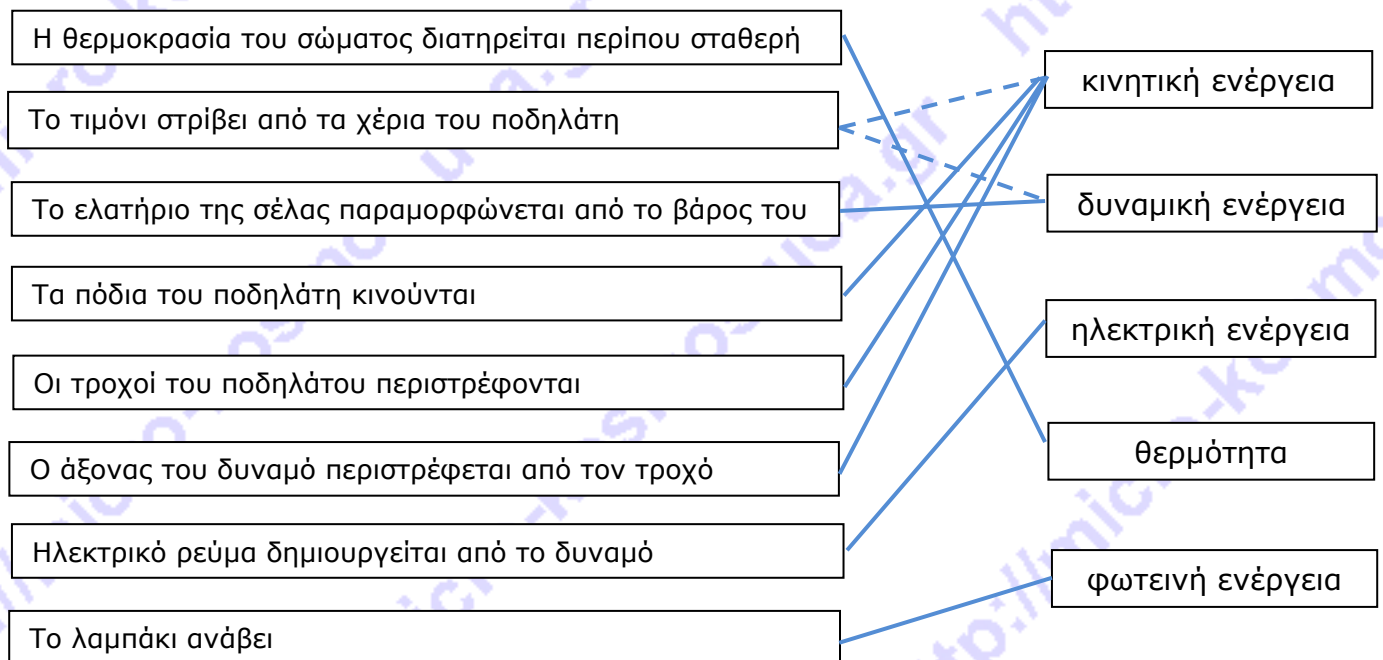 Η θερμοκρασία του σώματος διατηρείται περίπου σταθερή
κινητική ενέργεια
Το τιμόνι στρίβει από τα χέρια του ποδηλάτη
δυναμική ενέργεια
Το ελατήριο της σέλας παραμορφώνεται από το βάρος του
Τα πόδια του ποδηλάτη κινούνται
ηλεκτρική ενέργεια
Οι τροχοί του ποδηλάτου περιστρέφονται
θερμότητα
Ο άξονας του δυναμό περιστρέφεται από τον τροχό
Ηλεκτρικό ρεύμα δημιουργείται από το δυναμό
φωτεινή ενέργεια
Το λαμπάκι ανάβει